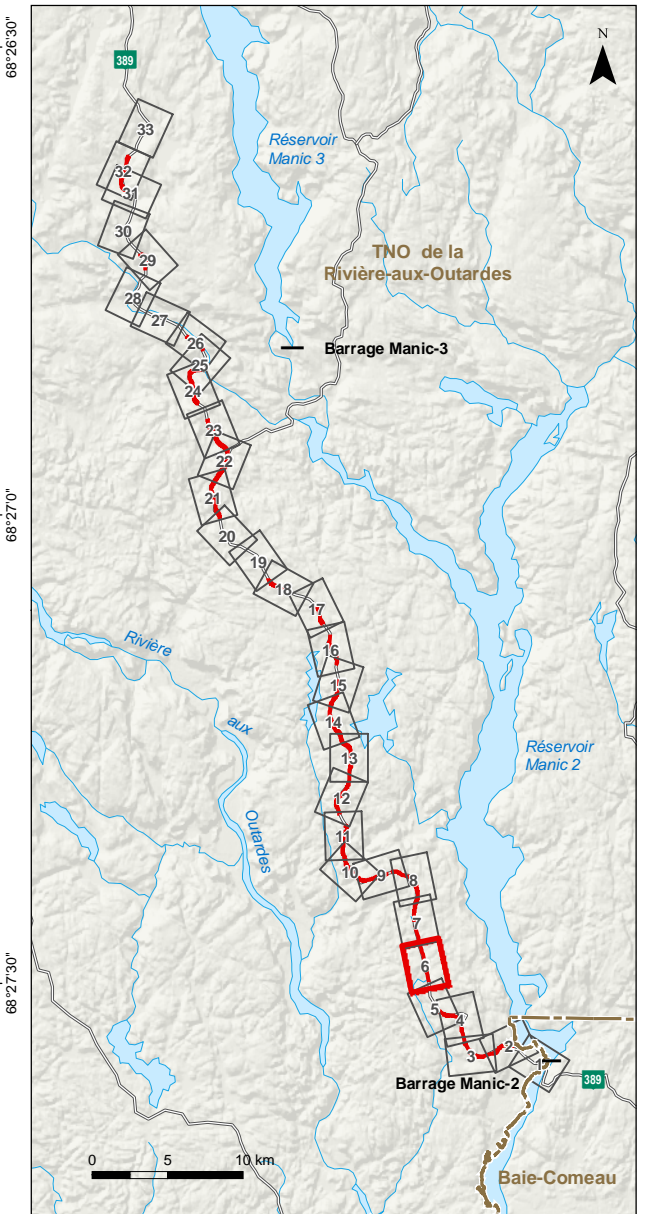 68°26'30"
389
N
33
Réservoir
Manic 3
32
31
30
TNO de la
Rivière-aux-Outardes
29
28
27
26
Barrage Manic-3
25
24
23
22
21
68°27'0"
20
19
18
17
Rivière
16
15
aux
14
Réservoir
Manic 2
13
12
Outardes
11
10
9
8
7
6
68°27'30"
5
4
3
2
1
Barrage Manic-2
389
0 5 10 km
Baie-Comeau